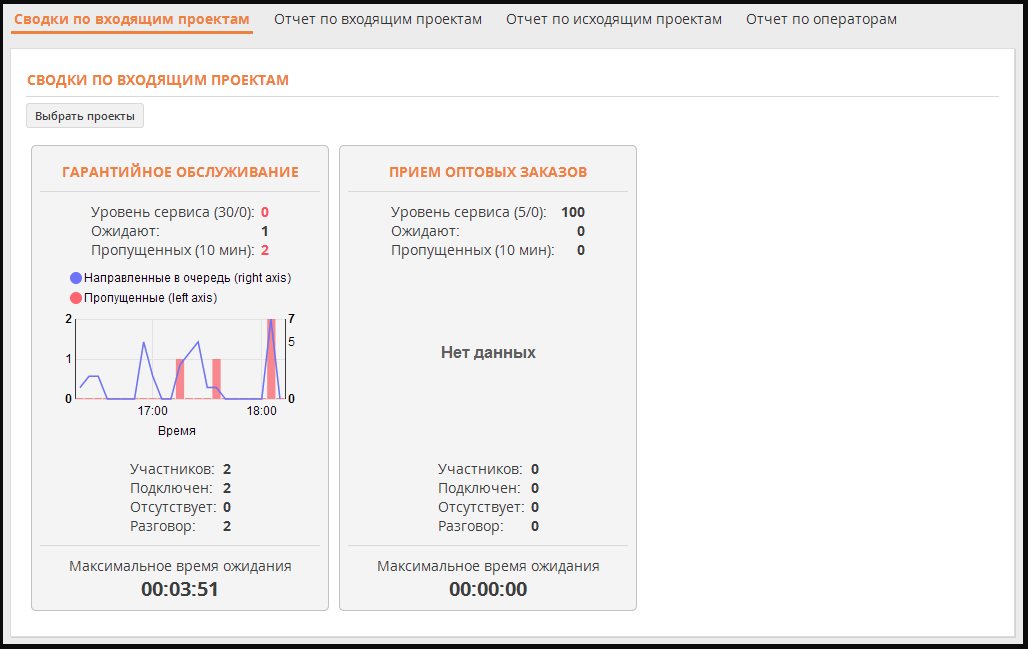 Сводки по входящим проектам Отчет по входящим проектам Отчет по исходящим проектам Отчет по операторам
СВОДКИ ПО ВХОДЯЩИМ ПРОЕКТАМ
Выбрать проекты
ГАРАНТИЙНОЕ ОБСЛУЖИВАНИЕ
Уровень сервиса (30/0): 0
Ожидают: 1
Пропущенных (10 мин): 2
Направленные в очередь (right axis)
Пропущенные (left axis)
2 7
5
1
0 0
17:00 18:00
Время
Участников: 2
Подключен: 2
Отсутствует: 0
Разговор: 2
Максимальное время ожидания
00:03:51
ПРИЕМ ОПТОВЫХ ЗАКАЗОВ
Уровень сервиса (5/0): 100
Ожидают: 0
Пропущенных (10 мин): 0
Нет данных
Участников: 0
Подключен: 0
Отсутствует: 0
Разговор: 0
Максимальное время ожидания
00:00:00